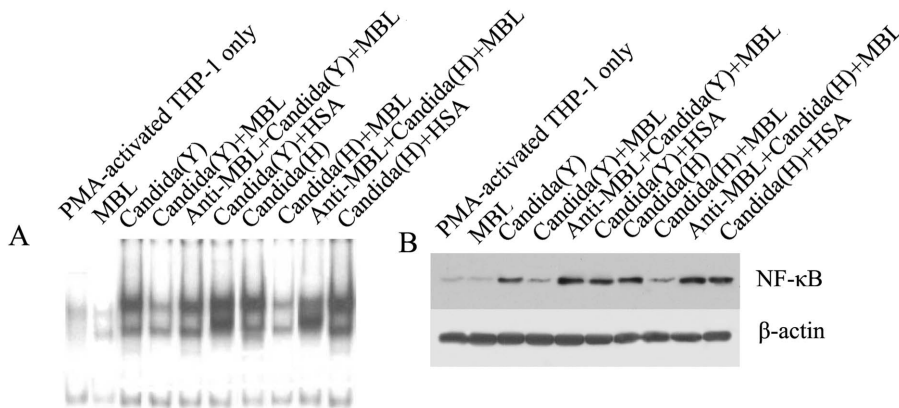 A
PMA-activated THP-1 only
MBL
Candida(Y)
Candida(Y)+MBL
Anti-MBL+Candida(Y)+MBL
Candida(Y)+HSA
Candida(H)
Candida(H)+MBL
Anti-MBL+Candida(H)+MBL
Candida(H)+HSA
B
PMA-activated THP-1 only
MBL
Candida(Y)
Candida(Y)+MBL
Anti-MBL+Candida(Y)+MBL
Candida(Y)+HSA
Candida(H)
Candida(H)+MBL
Anti-MBL+Candida(H)+MBL
Candida(H)+HSA
NF-κB
β-actin